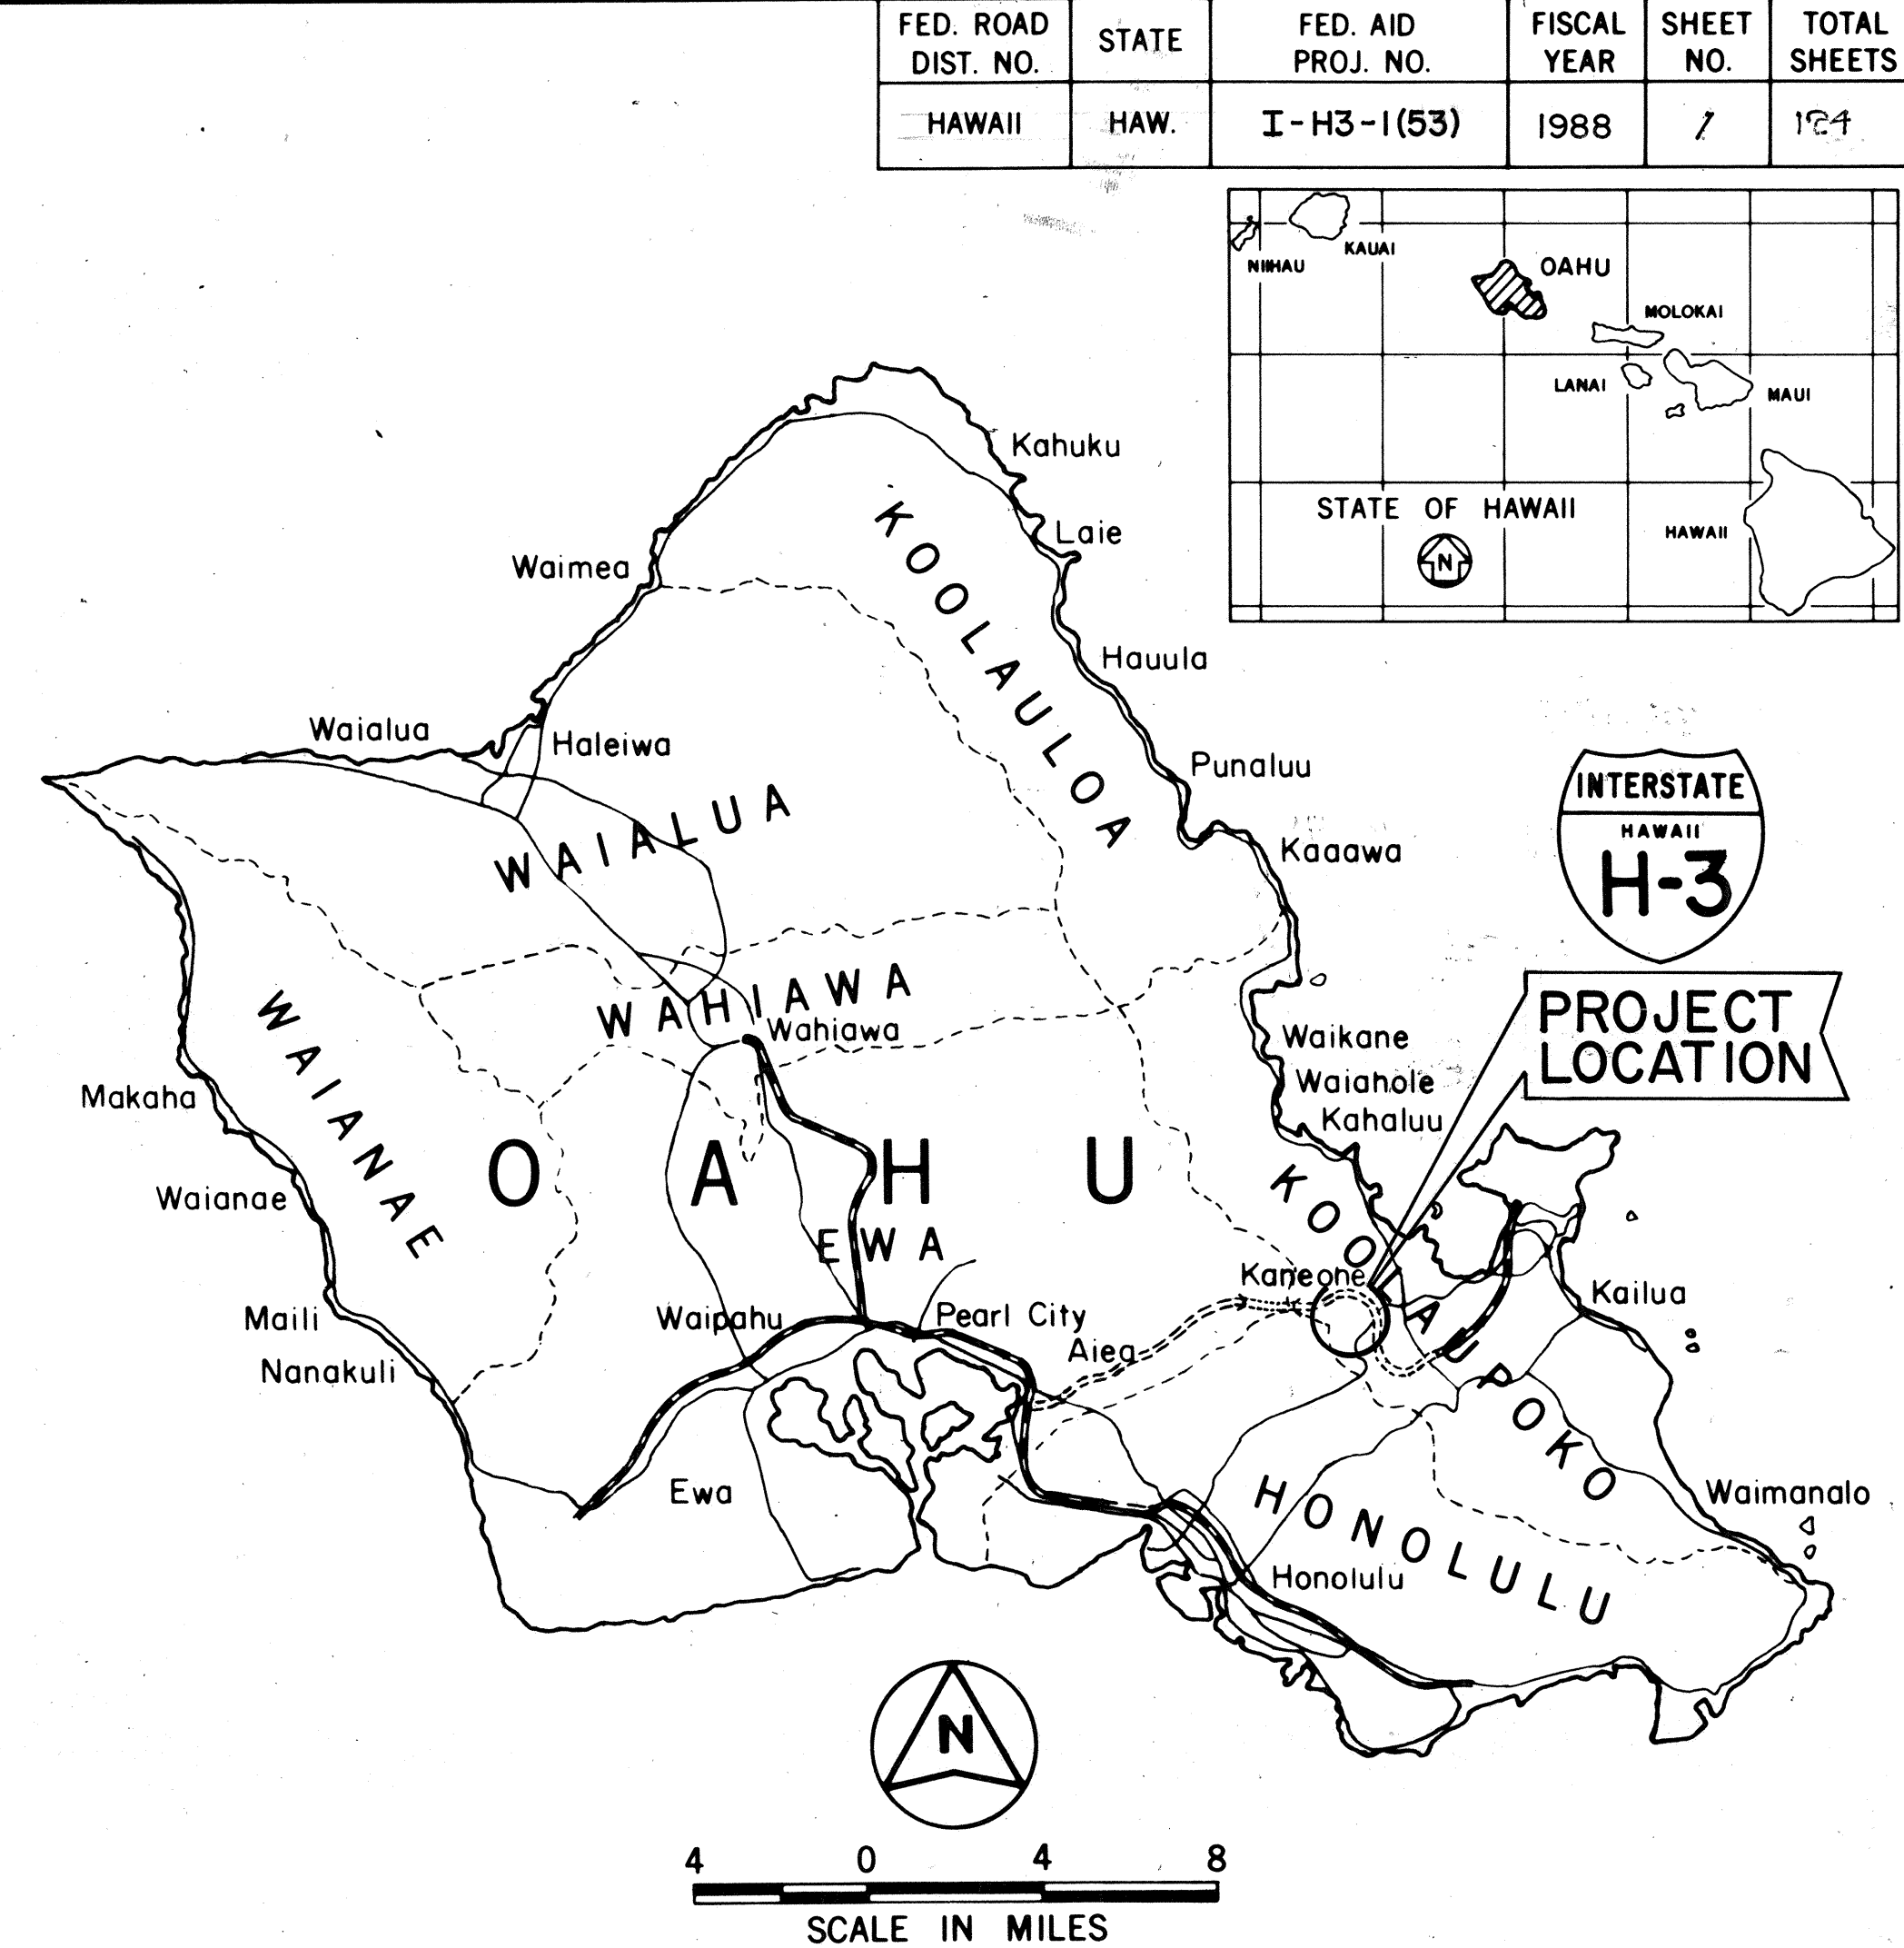 FED. ROAD DIST. NO.
STATE
FED. AID PROJ. NO.
FISCAL YEAR
SHEET NO.
TOTAL SHEETS
HAWAII
HAW.
I-H3-1(53)
1988
1
NIIHAU
KAUAI
OAHU
MOLOKAI
LANAI
MAUI
HAWAII
STATE OF HAWAII
N
Kahuku
Laie
Waimea
KOOLAULOA
Hauula
Waialua
Haleiwa
Punaluu
WAIALUA
Kaaawa
INTERSTATE
HAWAII
H-3
PROJECT
LOCATION
WAHIAWA
Wahiawa
WAIANAE
Waikane
Waiahole
Kahaluu
Makaha
OAHU
Waianae
KOOLAUPOKO
EWA
Kaneohe
Kailua
Maili
Waipahu
Pearl City
Aiea
Nanakuli
Ewa
HONOLULU
Waimanalo
Honolulu
N
4 0 4 8
SCALE IN MILES